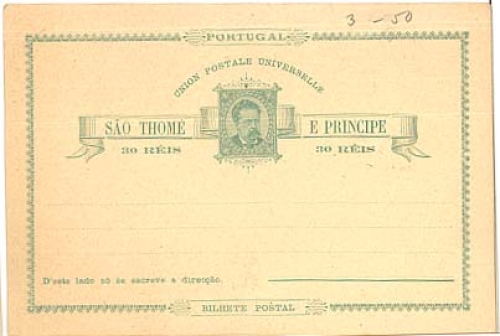 3 - 50
PORTUGAL
UNION POSTALE UNIVERSELLE
SÃO THOMÉ E PRINCIPE
30 RÉIS 30 RÉIS
D'este lado só se escreve a direcção.
BILHETE POSTAL